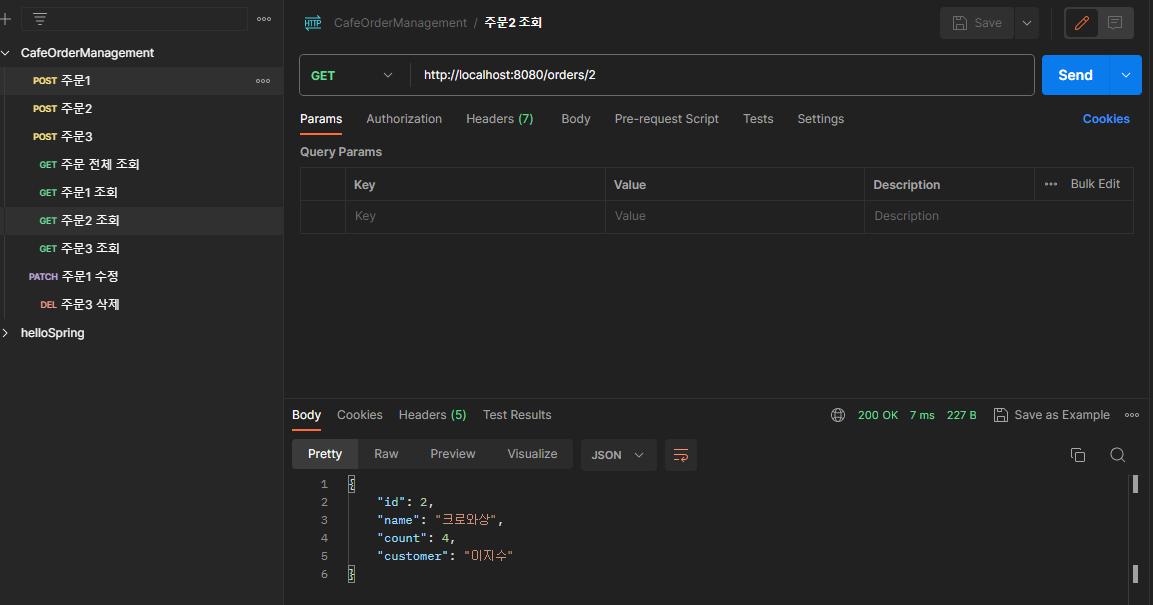 HTTP CafeOrderManagement / 주문2 조회
Save
CafeOrderManagement
POST 주문1
POST 주문2
POST 주문3
GET 주문 전체 조회
GET 주문1 조회
GET 주문2 조회
GET 주문3 조회
PATCH 주문1 수정
DEL 주문3 삭제
helloSpring
GET http://localhost:8080/orders/2 Send
Params Authorization Headers (7) Body Pre-request Script Tests Settings Cookies
Query Params
Key Value Description Bulk Edit
Key Value Description
Body Cookies Headers (5) Test Results 200 OK 7 ms 227 B Save as Example
Pretty Raw Preview Visualize JSON
1 {
2 "id": 2,
3 "name": "크로와상",
4 "count": 4,
5 "customer": "이지수"
6 }